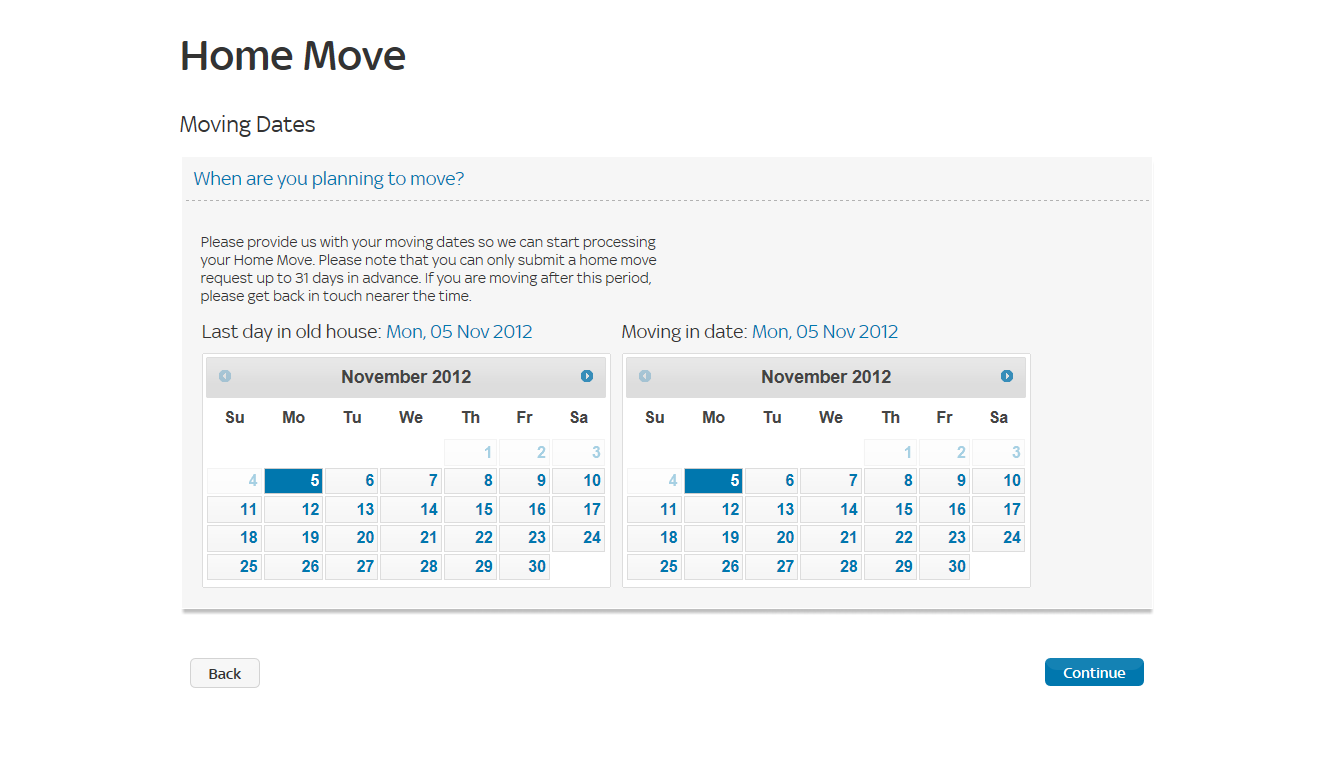 Home Move
Moving Dates
When are you planning to move?
Please provide us with your moving dates so we can start processing
your Home Move. Please note that you can only submit a home move
request up to 31 days in advance. If you are moving after this period,
please get back in touch nearer the time.
Last day in old house: Mon, 05 Nov 2012
November 2012
Su Mo Tu We Th Fr Sa
1 2 3
4 5 6 7 8 9 10
11 12 13 14 15 16 17
18 19 20 21 22 23 24
25 26 27 28 29 30
Moving in date: Mon, 05 Nov 2012
November 2012
Su Mo Tu We Th Fr Sa
1 2 3
4 5 6 7 8 9 10
11 12 13 14 15 16 17
18 19 20 21 22 23 24
25 26 27 28 29 30
Back
Continue